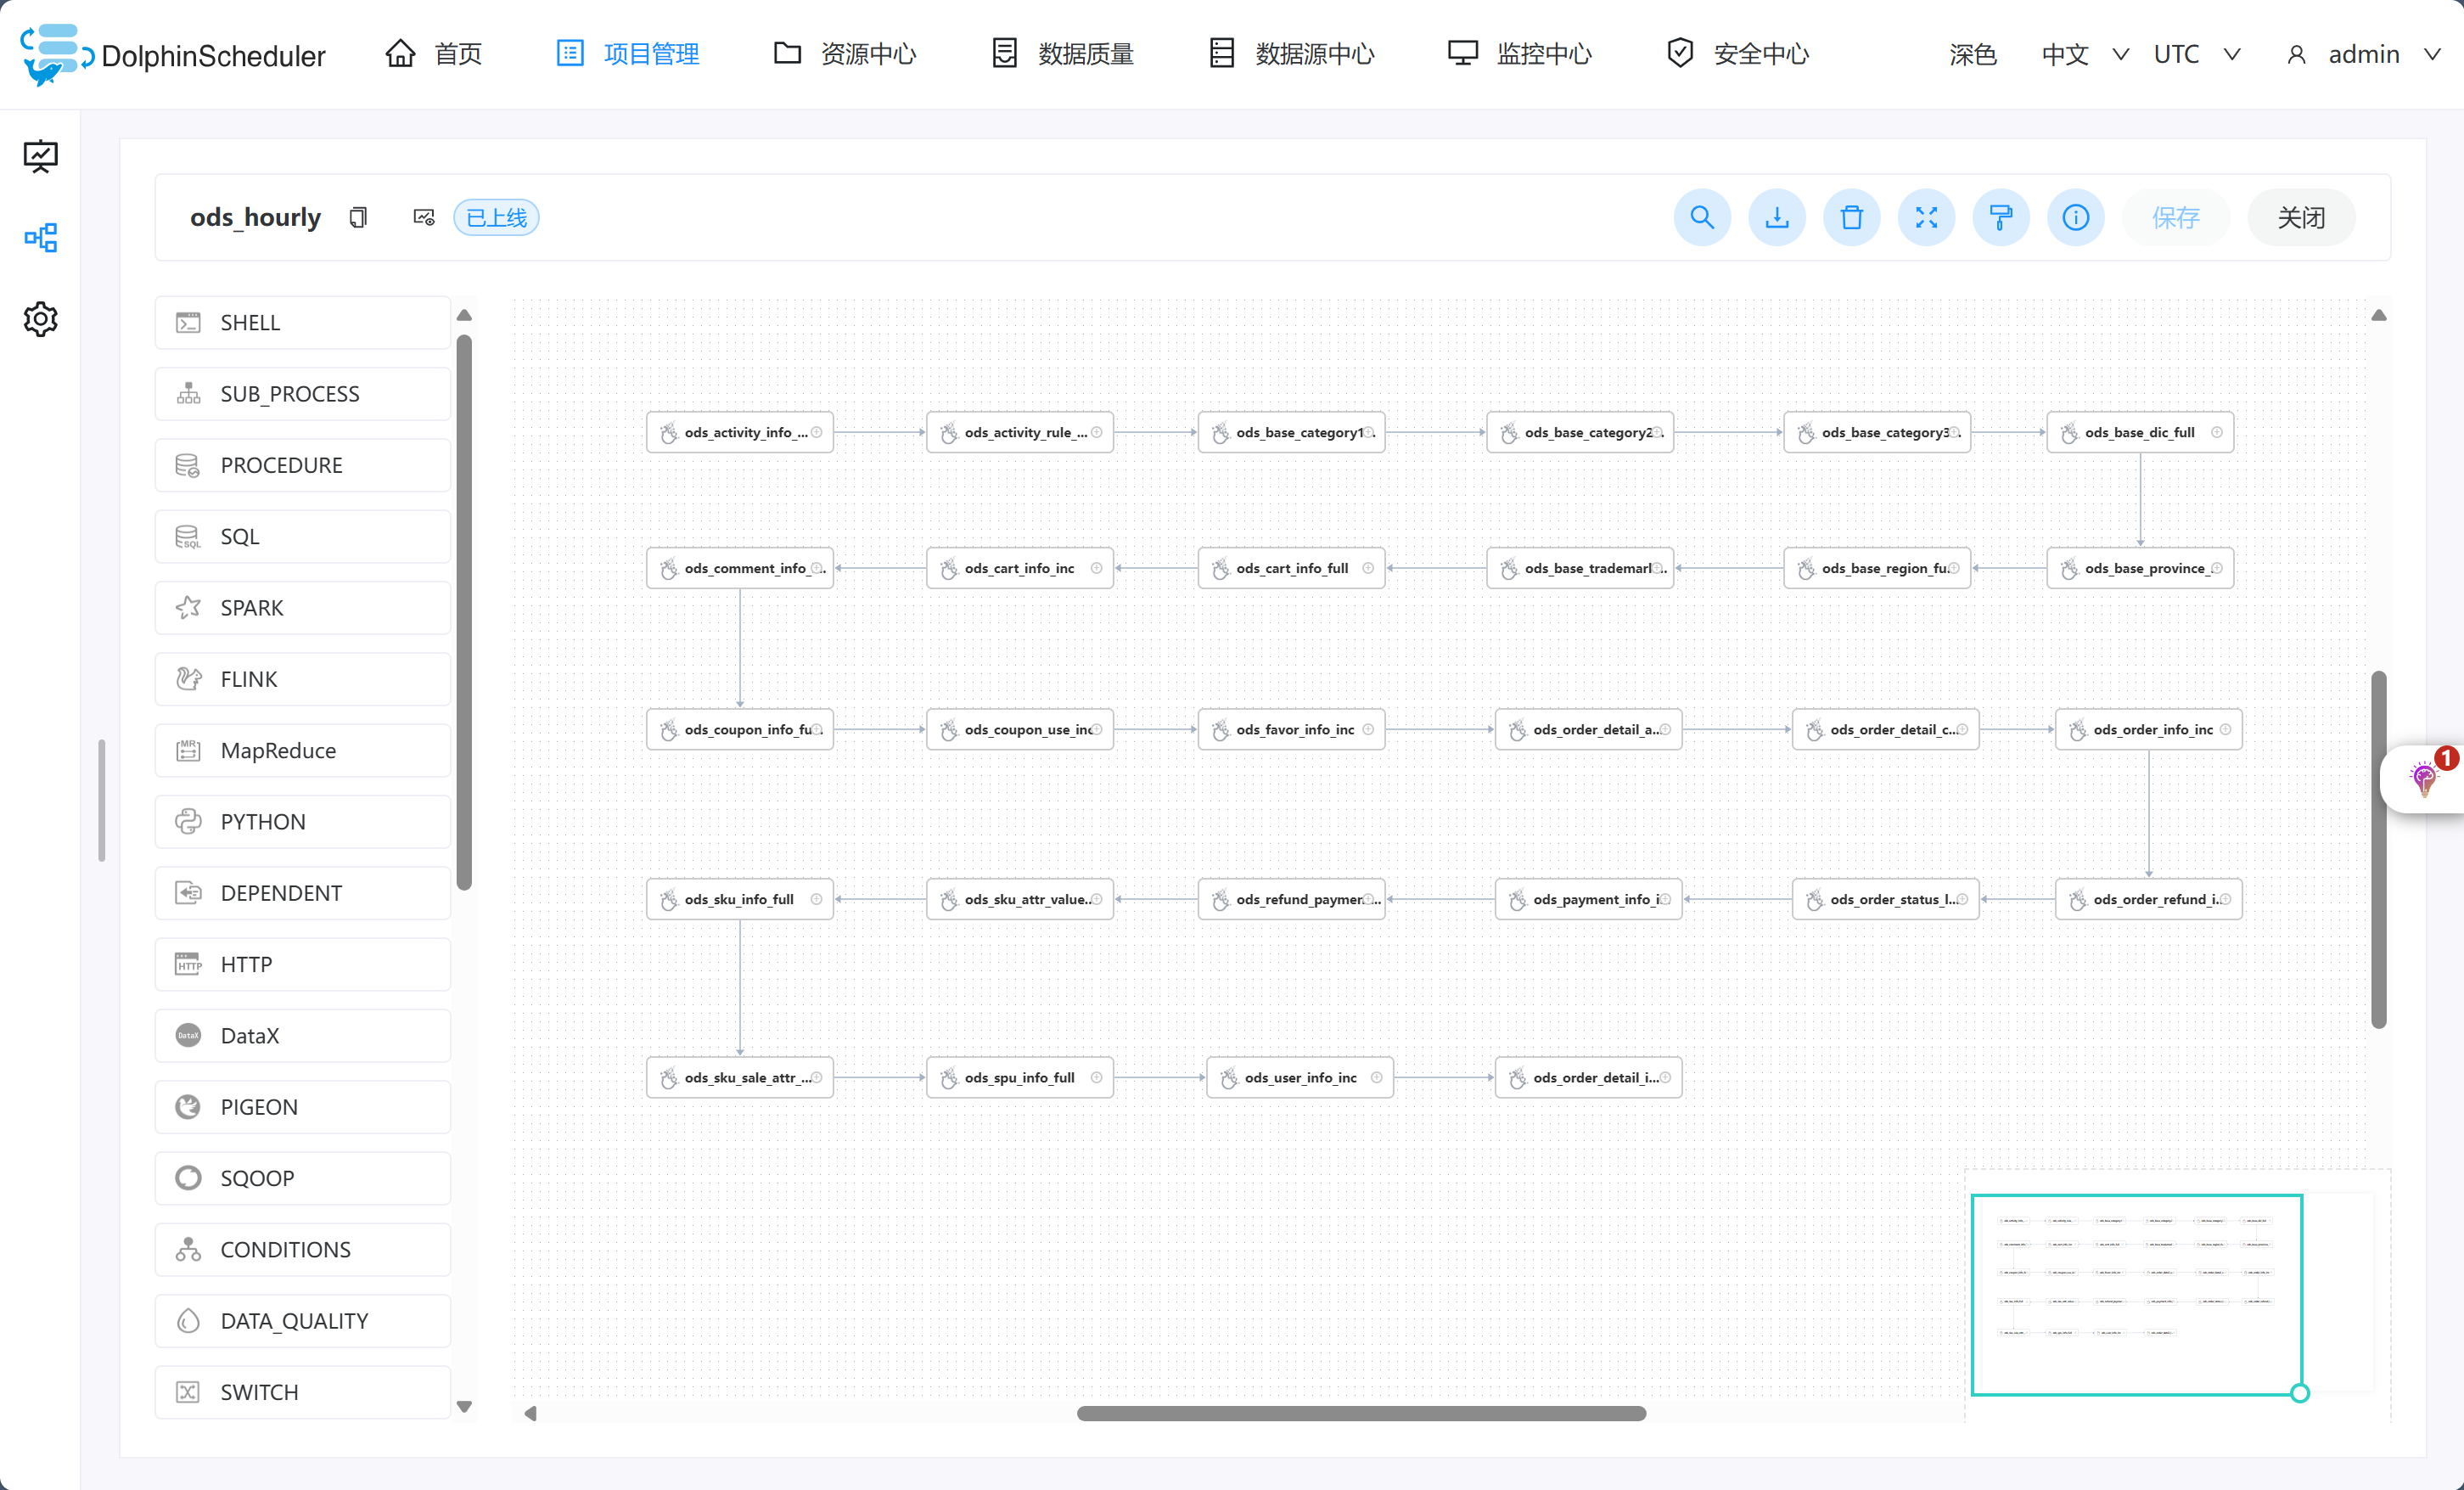 DolphinScheduler 首页 项目管理 资源中心 数据质量 数据源中心 监控中心 安全中心 深色 中文 UTC admin
ods_hourly 已上线 保存 关闭
SHELL
SUB_PROCESS
PROCEDURE
SQL
SPARK
FLINK
MapReduce
PYTHON
DEPENDENT
HTTP
DataX
PIGEON
SQOOP
CONDITIONS
DATA_QUALITY
SWITCH
ods_activity_info_... ods_activity_rule_... ods_base_category1... ods_base_category2... ods_base_category3... ods_base_dic_full
ods_comment_info_... ods_cart_info_inc ods_cart_info_full ods_base_trademark... ods_base_region_fu... ods_base_province_...
ods_coupon_info_fu... ods_coupon_use_inc ods_favor_info_inc ods_order_detail_a... ods_order_detail_c... ods_order_info_inc
1
ods_sku_info_full ods_sku_attr_value... ods_refund_paymen... ods_payment_info_i... ods_order_status_l... ods_order_refund_i...
ods_sku_sale_attr_... ods_spu_info_full ods_user_info_inc ods_order_detail_i...